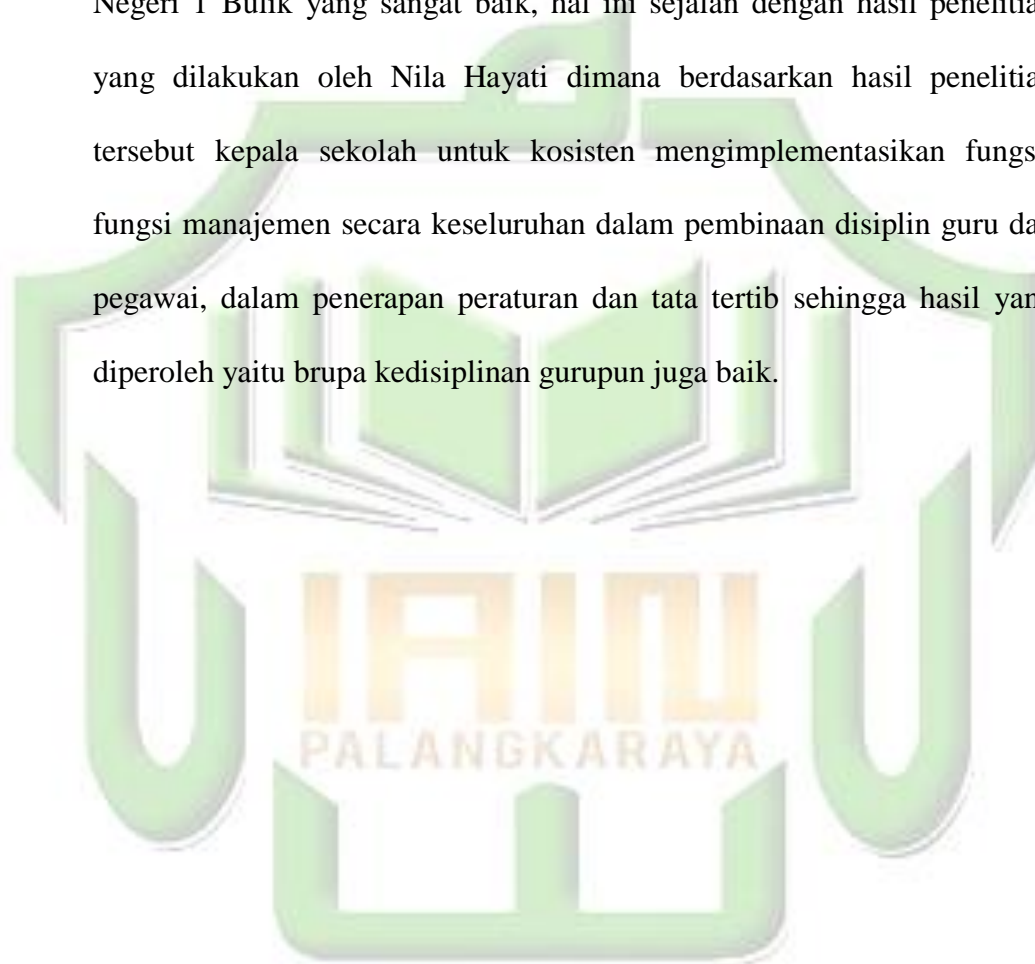 Negeri 1 Bulik yang sangat baik, hal ini sejalan dengan hasil penelitia
yang dilakukan oleh Nila Hayati dimana berdasarkan hasil penelitia
tersebut kepala sekolah untuk kosisten mengimplementasikan fungs
fungsi manajemen secara keseluruhan dalam pembinaan disiplin guru da
pegawai, dalam penerapan peraturan dan tata tertib sehingga hasil yan
diperoleh yaitu brupa kedisiplinan gurupun juga baik.
IAIN
PALANGKARAYA